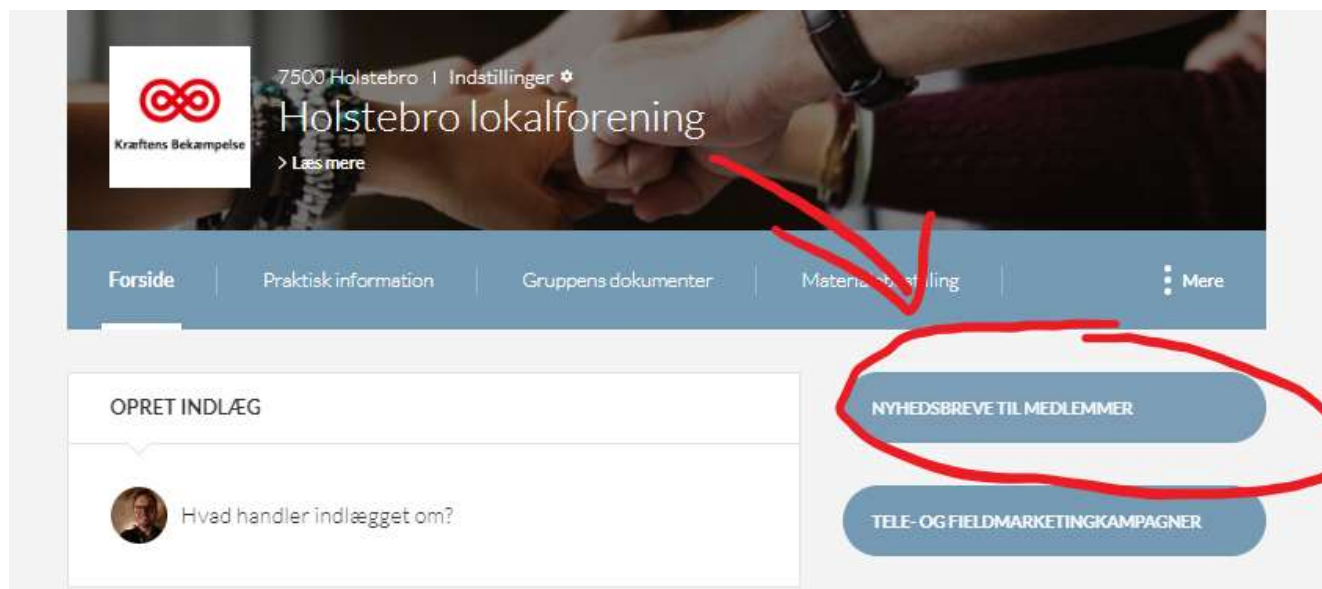 7500 Holstebro | Indstillinger
Holstebro lokalforening
> Læs mere
Kræftens Bekæmpelse
Forside
Praktisk information
Gruppens dokumenter
Mere
OPRET INDLÆG
Hvad handler indlægget om?
NYHEDSBREVE TIL MEDLEMMER
TELE- OG FIELDMARKETINGKAMPAGNER